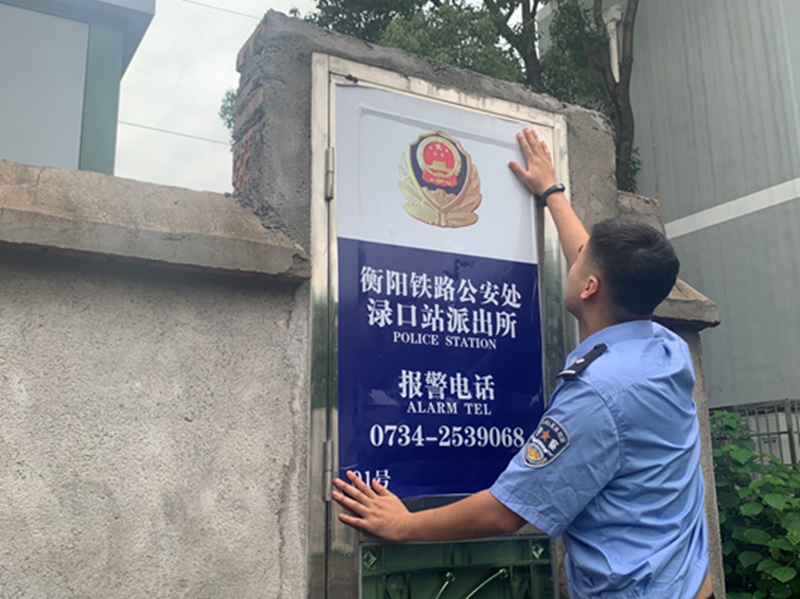 衡阳铁路公安处
渌口站派出所
POLICE STATION
报警电话
ALARM TEL
0734-2539068
01号